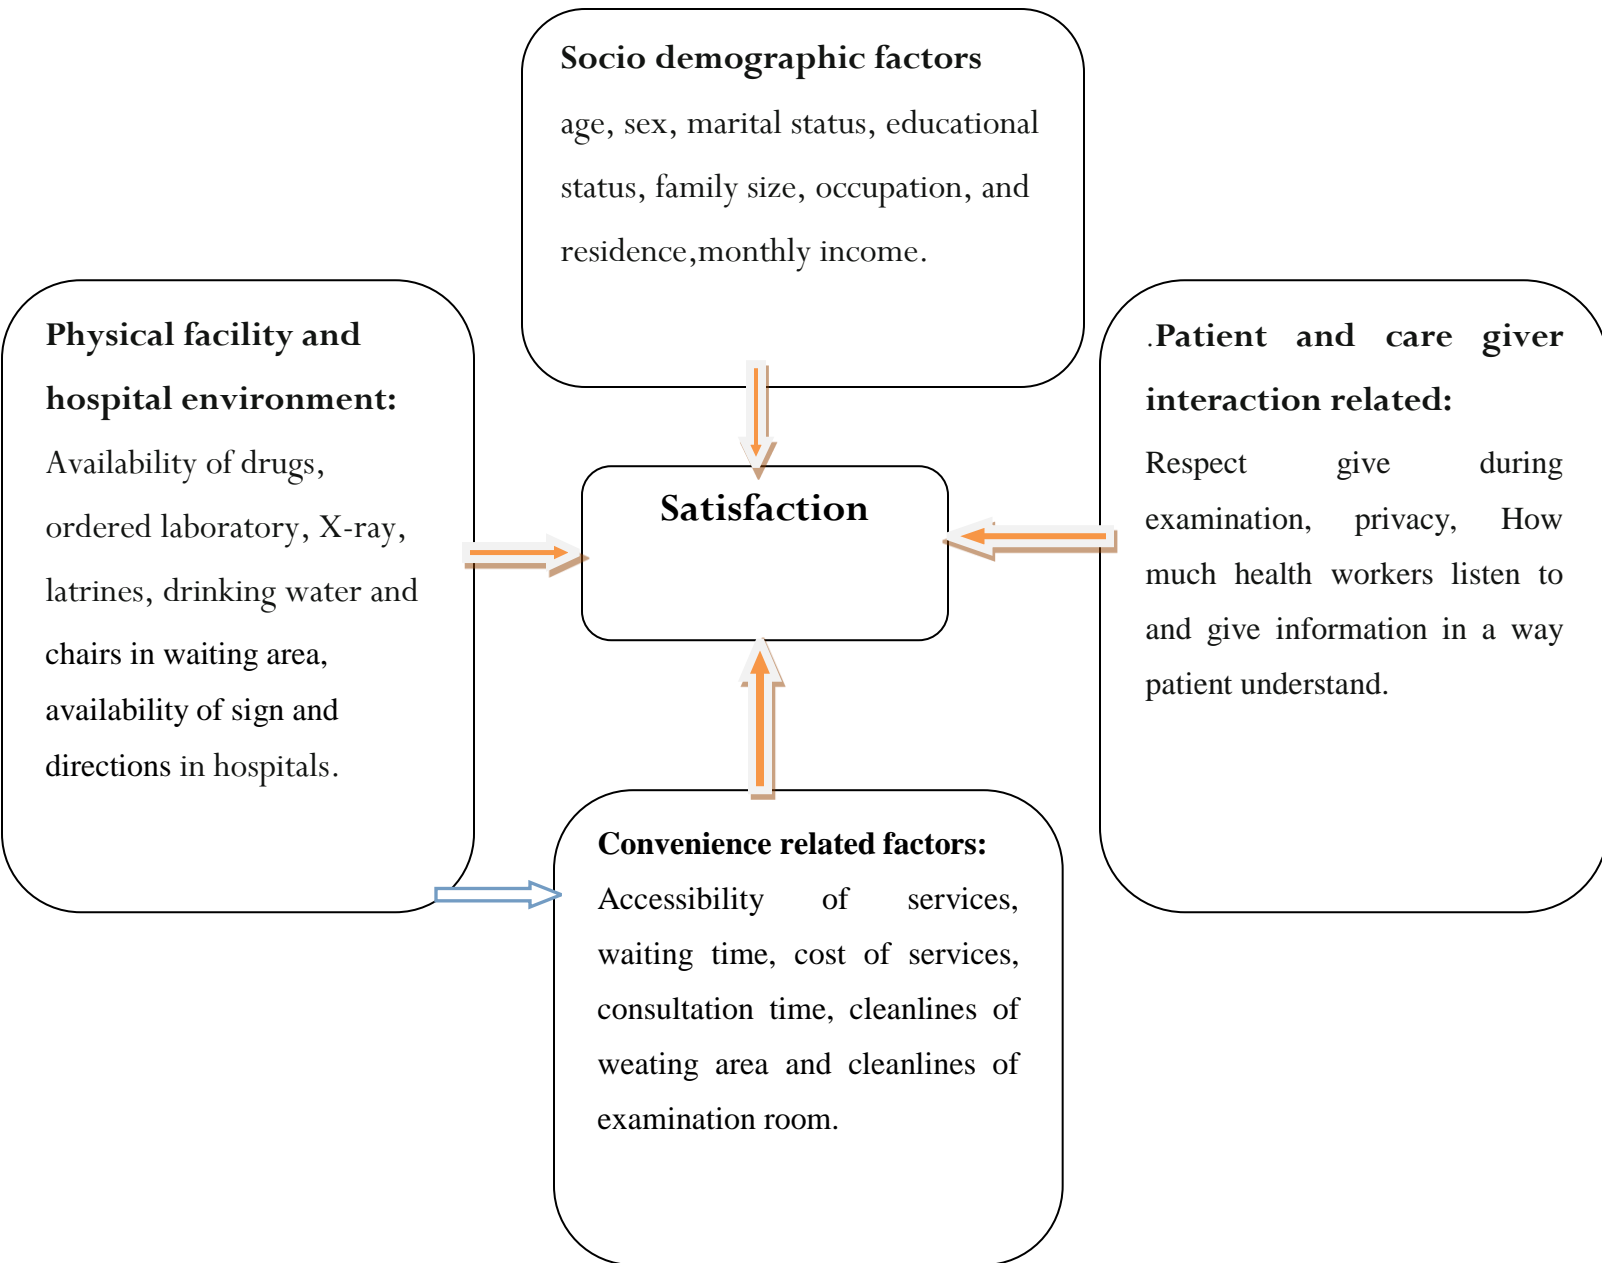 Socio demographic factors
age, sex, marital status, educational
status, family size, occupation, and
residence,monthly income.
Physical facility and
hospital environment:
Availability of drugs,
ordered laboratory, X-ray,
latrines, drinking water and
chairs in waiting area,
availability of sign and
directions in hospitals.
Satisfaction
.Patient and care giver
interaction related:
Respect give during
examination, privacy, How
much health workers listen to
and give information in a way
patient understand.
Convenience related factors:
Accessibility of services,
waiting time, cost of services,
consultation time, cleanlines of
weating area and cleanlines of
examination room.